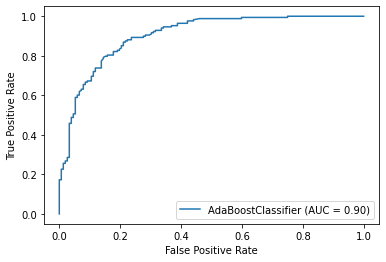 1.0
0.8
0.6
0.4
0.2
0.0
True Positive Rate
AdaBoostClassifier (AUC = 0.90)
0.0 0.2 0.4 0.6 0.8 1.0
False Positive Rate